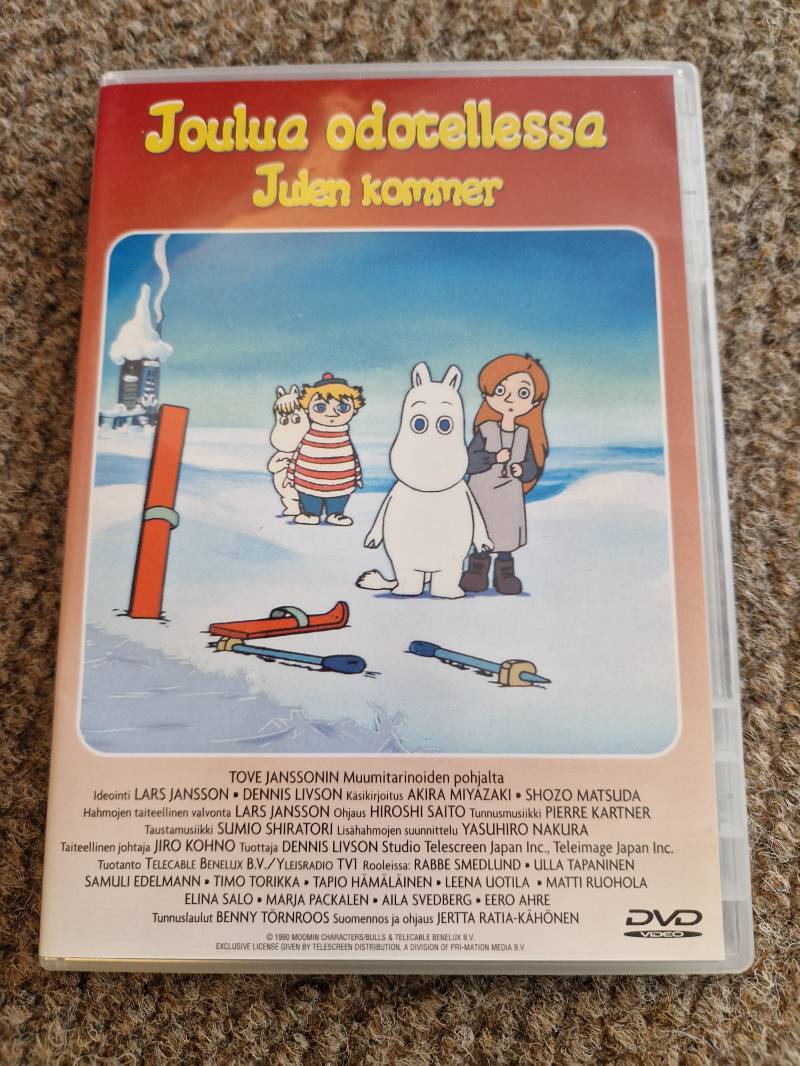 Joulua odotellessa
Julen kommer
TOVE JANSSONIN Muumitarinoiden pohjalta
Ideointi LARS JANSSON • DENNIS LIVSON Käsikirjoitus AKIRA MIYAZAKI • SHOZO MATSUDA
Hahmojen taiteellinen valvonta LARS JANSSON Ohjaus HIROSHI SAITO Tunnusmusiikki PIERRE KARTNER
Taustamusiikki SUMIO SHIRATORI Lisähahmojen suunnittelu YASUHIRO NAKURA
Taiteellinen johtaja JIRO KOHNO Tuottaja DENNIS LIVSON Studio Telescreen Japan Inc., Teleimage Japan Inc.
Tuotanto TELECABLE BENELUX B.V./YLEISRADIO TV1 Rooleissa: RABBE SMEDLUND • ULLA TAPANINEN
SAMULI EDELMANN • TIMO TORIKKA • TAPIO HÄMÄLÄINEN • LEENA UOTILA • MATTI RUOHOLA
ELINA SALO • MARJA PACKALEN • AILA SVEDBERG • EERO AHRE
Tunnuslaulut BENNY TÖRNROOS Suomennos ja ohjaus JERTTA RATIA-KÄHÖNEN
DVD
VIDEO
© 1990 MOOMIN CHARACTERS/BULLS & TELECABLE BENELUX B.V.
EXCLUSIVE LICENSE GIVEN BY TELESCREEN DISTRIBUTION, A DIVISION OF PRI-MATION MEDIA B.V.